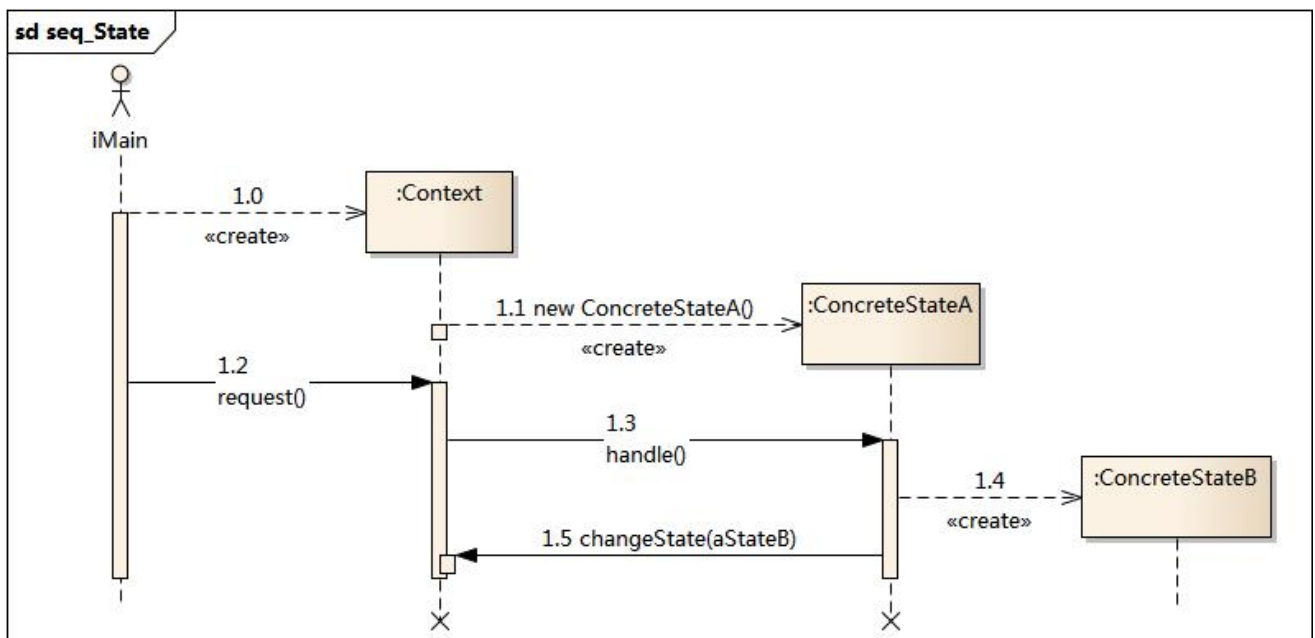 sd seq_State
iMain
1.0
«create»
:Context
1.1 new ConcreteStateA()
«create»
:ConcreteStateA
1.2
request()
1.3
handle()
1.4
«create»
:ConcreteStateB
1.5 changeState(aStateB)